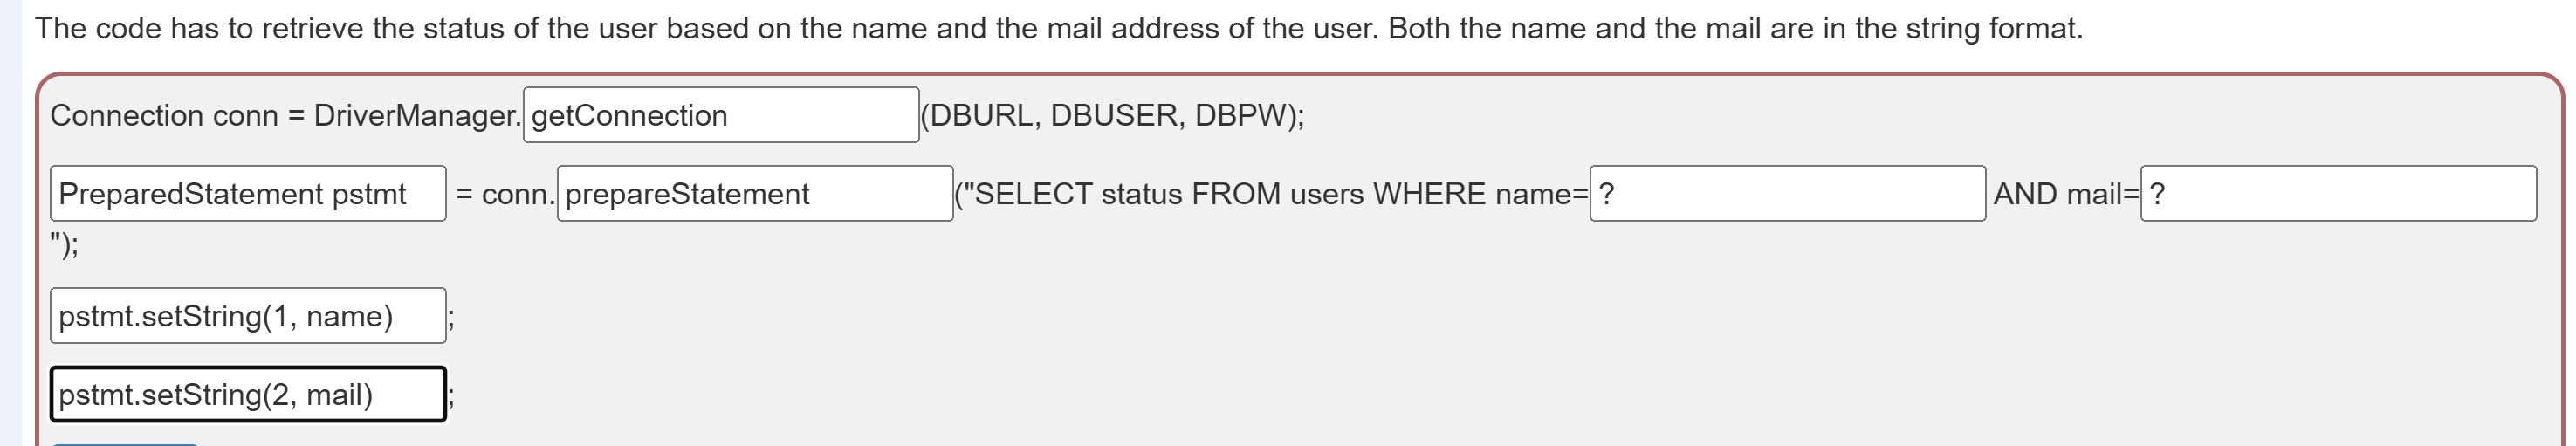 The code has to retrieve the status of the user based on the name and the mail address of the user. Both the name and the mail are in the string format.
Connection conn = DriverManager.getConnection(DBURL, DBUSER, DBPW);
PreparedStatement pstmt = conn.prepareStatement("SELECT status FROM users WHERE name=? AND mail=?
");
pstmt.setString(1, name);
pstmt.setString(2, mail);